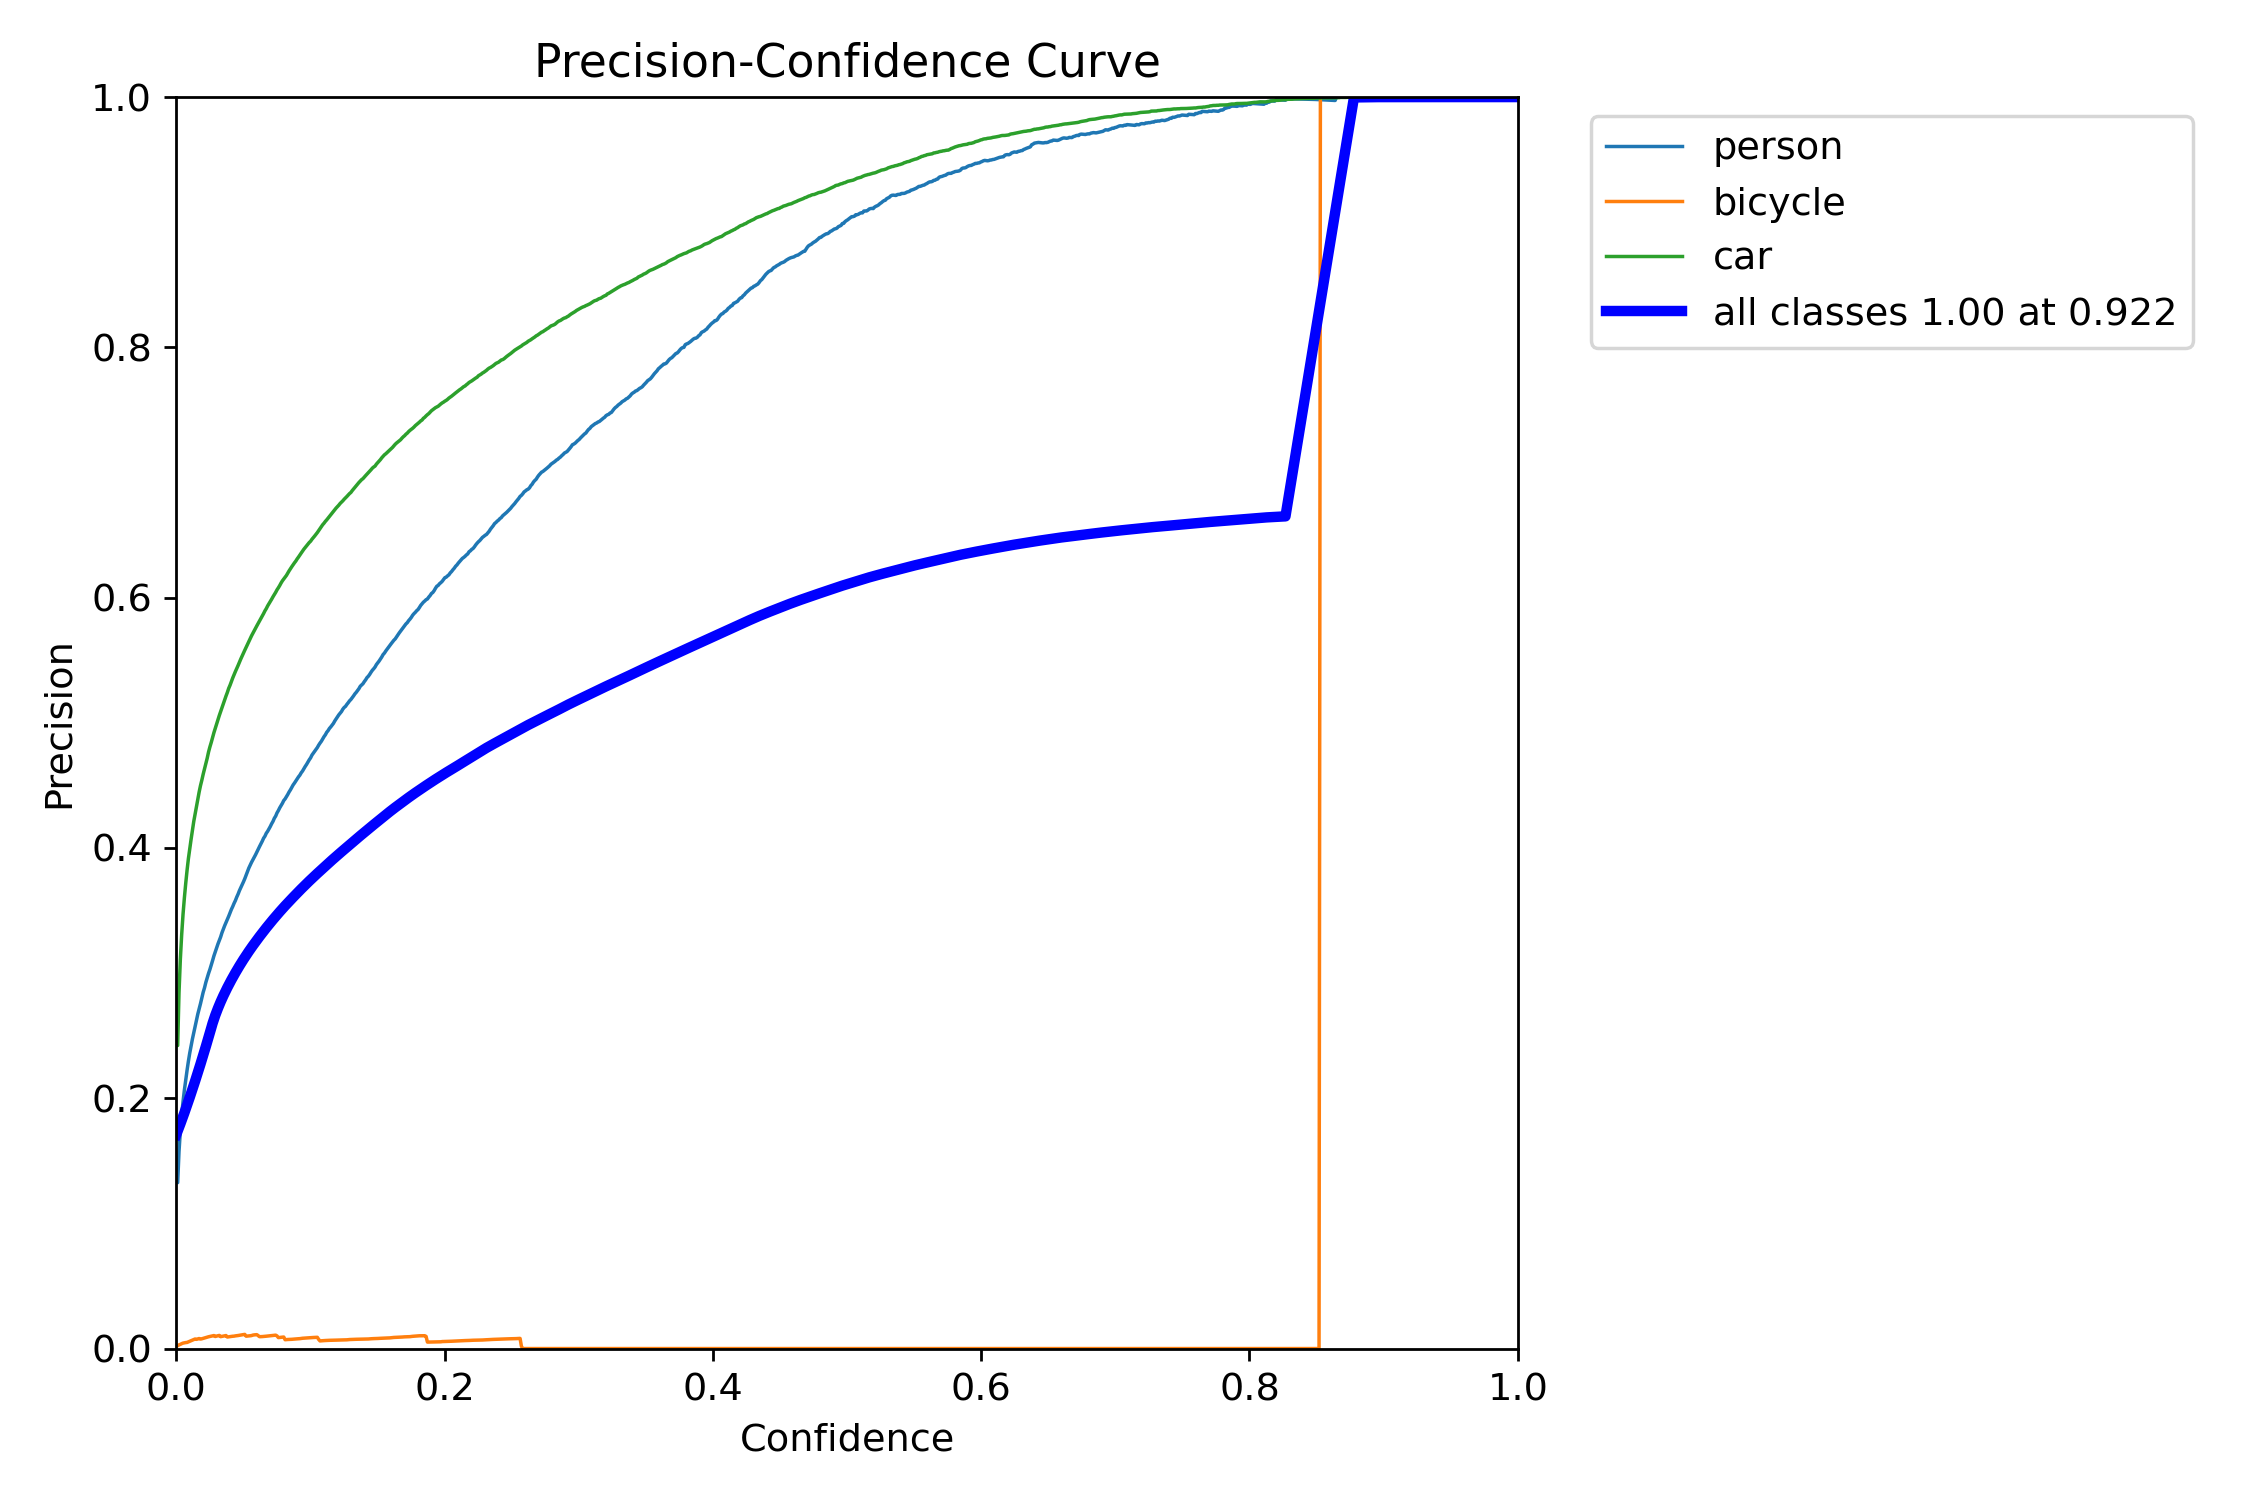 Precision-Confidence Curve
1.0
0.8
0.6
0.4
0.2
0.0
Precision
0.0 0.2 0.4 0.6 0.8 1.0
Confidence
person
bicycle
car
all classes 1.00 at 0.922